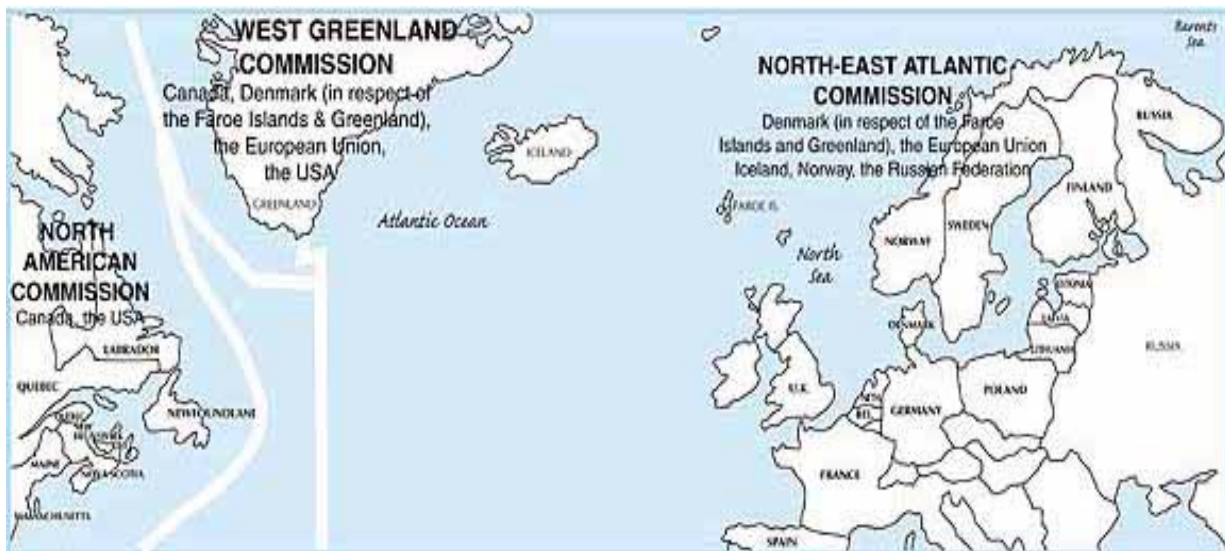 WEST GREENLAND
COMMISSION
Canada, Denmark (in respect of
the Faroe Islands & Greenland),
the European Union,
the USA
GREENLAND
NORTH
AMERICAN
COMMISSION
Canada, the USA
LABRADOR
QUEBEC
NEWFOUNDLAND
MAINE
NOVA SCOTIA
MASSACHUSETTS
Atlantic Ocean
ICELAND
NORTH-EAST ATLANTIC
COMMISSION
Denmark (in respect of the Faroe
Islands and Greenland), the European Union
Iceland, Norway, the Russian Federation
Barents
Sea
RUSSIA
FINLAND
FAROE IS.
NORWAY
SWEDEN
North
Sea
ESTONIA
LATVIA
LITHUANIA
DENMARK
RUSSIA
U.K.
NETH
BEL.
GERMANY
POLAND
FRANCE
SPAIN